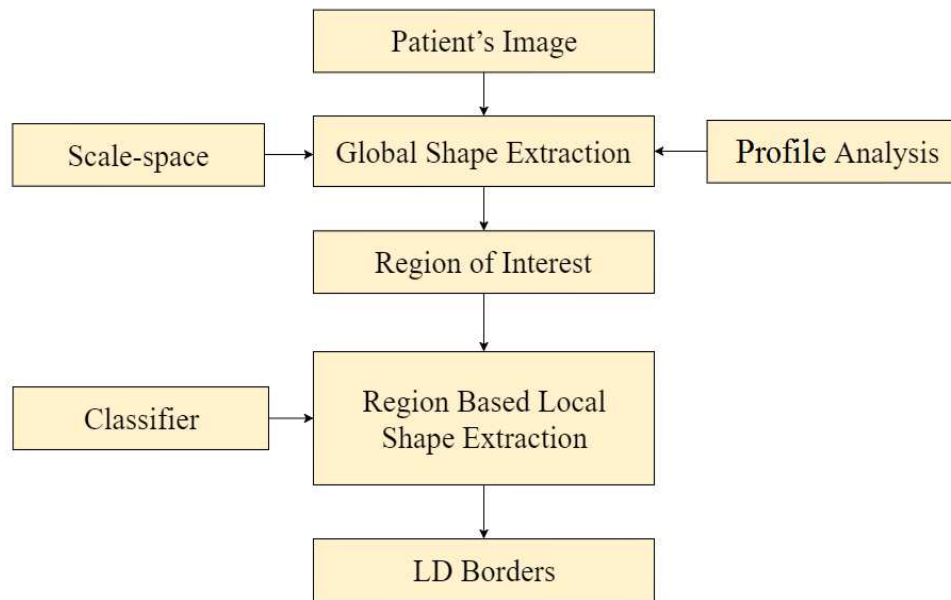 Patient’s Image
Scale-space
Global Shape Extraction
Profile Analysis
Region of Interest
Classifier
Region Based Local
Shape Extraction
LD Borders